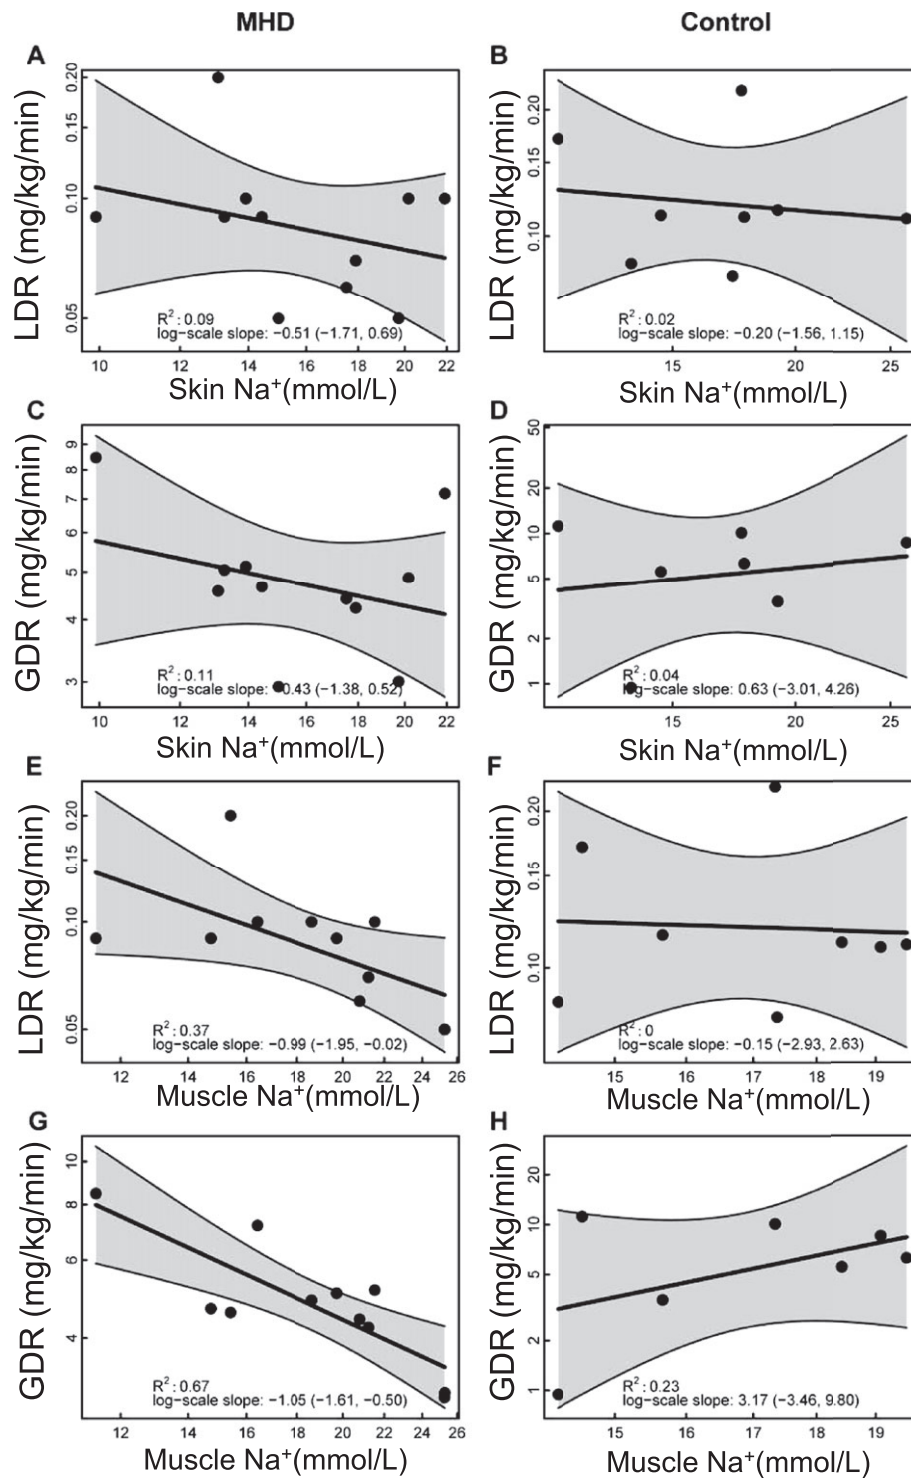 MHD Control
A B
LDR (mg/kg/min) LDR (mg/kg/min)
0.20 0.15 0.10 0.05
0.20 0.15 0.10
R²: 0.09
log−scale slope: −0.51 (−1.71, 0.69)
R²: 0.02
log−scale slope: −0.20 (−1.56, 1.15)
10 12 14 16 18 20 22
15 20 25
Skin Na⁺(mmol/L) Skin Na⁺(mmol/L)
C D
GDR (mg/kg/min) GDR (mg/kg/min)
9 8 7 6 5 4 3
50 20 10 5 2 1
R²: 0.11
log−scale slope: 0.43 (−1.38, 0.52)
R²: 0.04
log−scale slope: 0.63 (−3.01, 4.26)
10 12 14 16 18 20 22
15 20 25
Skin Na⁺(mmol/L) Skin Na⁺(mmol/L)
E F
LDR (mg/kg/min) LDR (mg/kg/min)
0.20 0.15 0.10 0.05
0.20 0.15 0.10
R²: 0.37
log−scale slope: −0.99 (−1.95, −0.02)
R²: 0
log−scale slope: −0.15 (−2.93, 2.63)
12 14 16 18 20 22 24 26
15 16 17 18 19
Muscle Na⁺(mmol/L) Muscle Na⁺(mmol/L)
G H
GDR (mg/kg/min) GDR (mg/kg/min)
10 8 6 4
20 10 5 2 1
R²: 0.67
log−scale slope: −1.05 (−1.61, −0.50)
R²: 0.23
log−scale slope: 3.17 (−3.46, 9.80)
12 14 16 18 20 22 24 26
15 16 17 18 19
Muscle Na⁺(mmol/L) Muscle Na⁺(mmol/L)